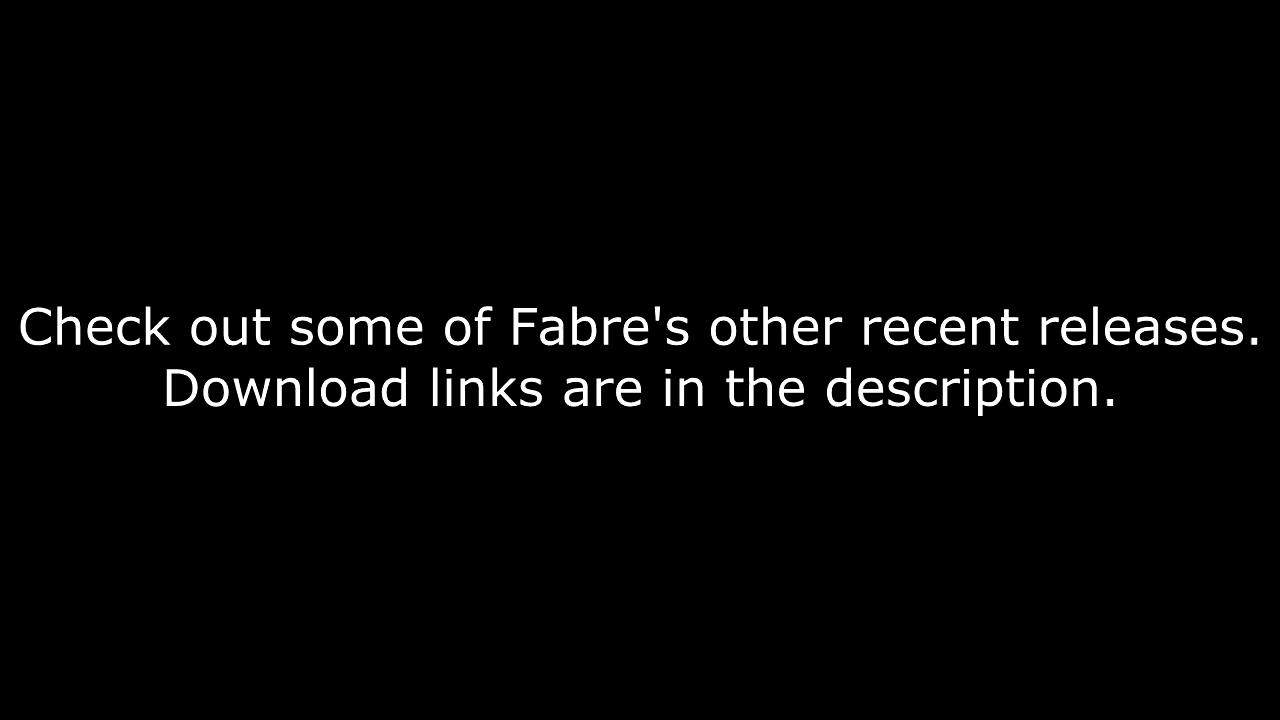 Check out some of Fabre's other recent releases.
Download links are in the description.